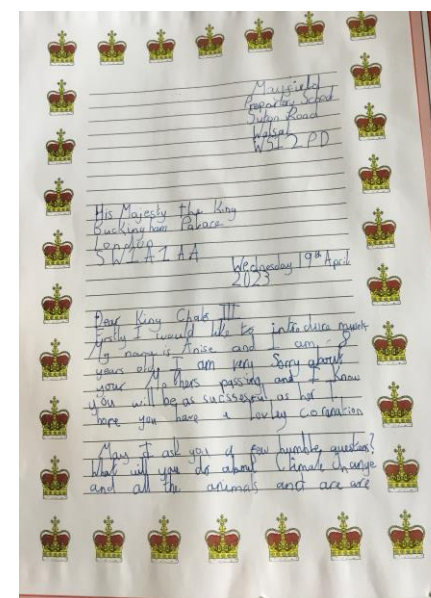 Mayfield
Preparatory School
Sutton Road
Walsall
WS1 2PD
His Majesty the King
Buckingham Palace
London
SW1A 1AA
Wednesday 19th April
2023
Dear King Charls III
Firstly I would like to introduce myself
My name is Anise and I am 8
years old. I am very sorry about
your Mothers passing and I know
you will be as sucssesful as her I
hope you have a lovley coronation
May I ask you a few humble questions?
What will you do about Climate change
and all the animals and are are